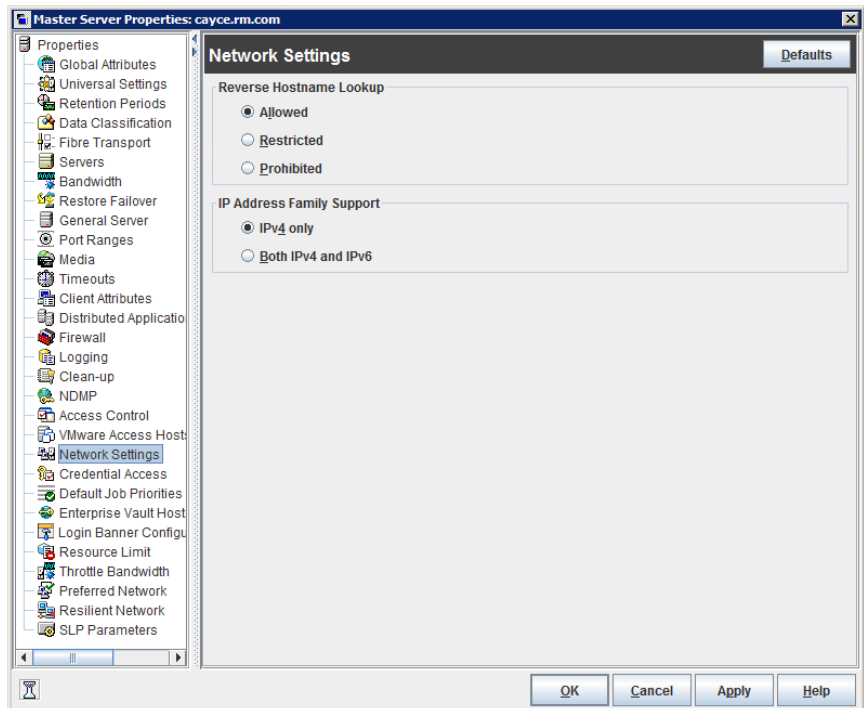 Master Server Properties: cayce.rm.com
Properties
Global Attributes
Universal Settings
Retention Periods
Data Classification
Fibre Transport
Servers
Bandwidth
Restore Failover
General Server
Port Ranges
Media
Timeouts
Client Attributes
Distributed Applicatio
Firewall
Logging
Clean-up
NDMP
Access Control
VMware Access Hosts
Network Settings
Credential Access
Default Job Priorities
Enterprise Vault Host
Login Banner Configu
Resource Limit
Throttle Bandwidth
Preferred Network
Resilient Network
SLP Parameters
Network Settings
Defaults
Reverse Hostname Lookup
Allowed
Restricted
Prohibited
IP Address Family Support
IPv4 only
Both IPv4 and IPv6
OK
Cancel
Apply
Help